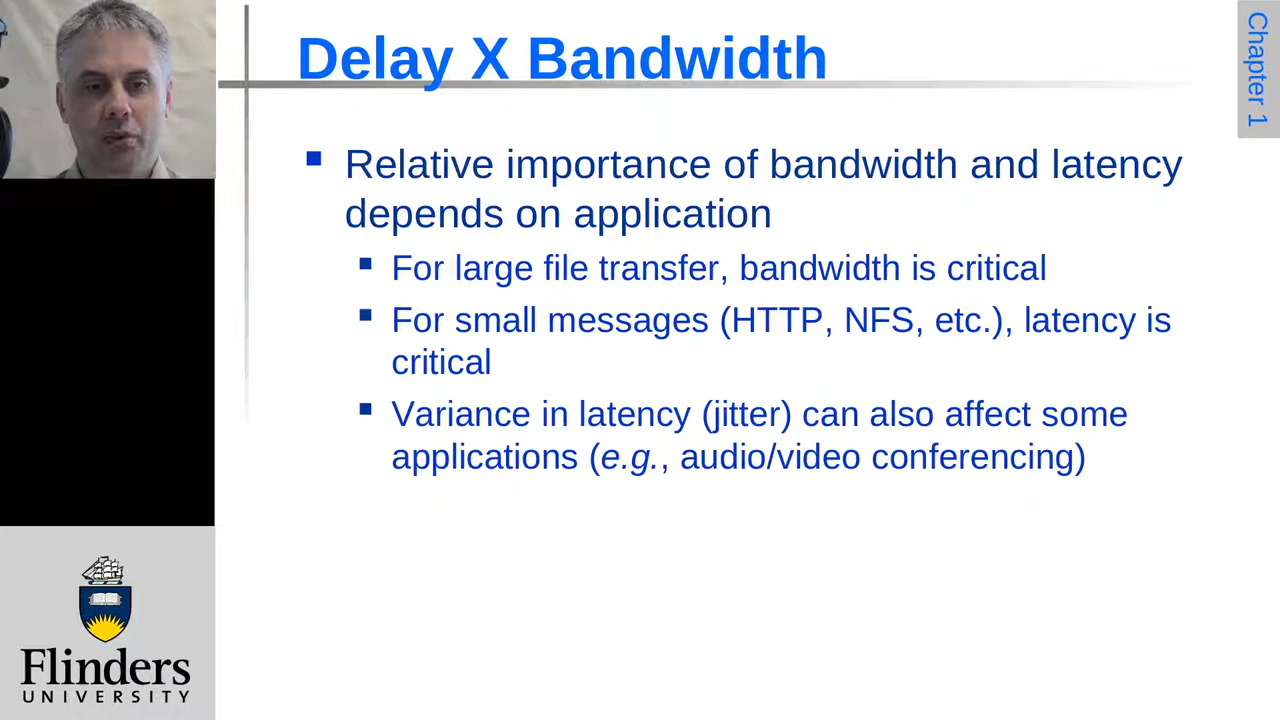 Delay X Bandwidth
Chapter 1
Relative importance of bandwidth and latency
depends on application
For large file transfer, bandwidth is critical
For small messages (HTTP, NFS, etc.), latency is
critical
Variance in latency (jitter) can also affect some
applications (e.g., audio/video conferencing)
Flinders
UNIVERSITY